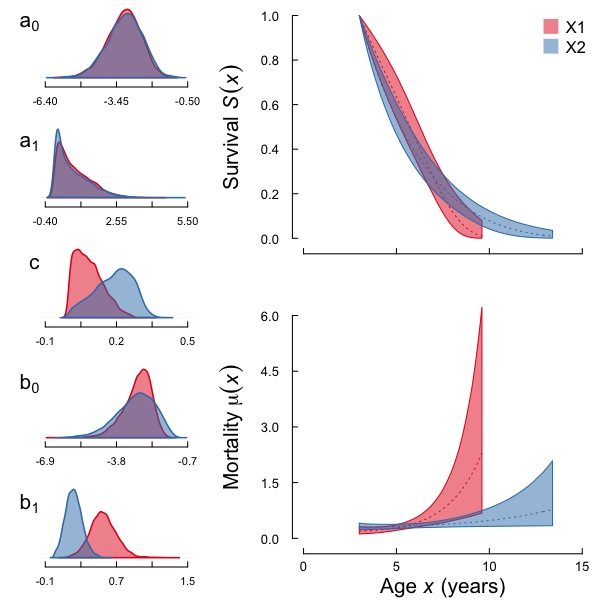 a0
-6.40 -3.45 -0.50
a1
-0.40 2.55 5.50
c
-0.1 0.2 0.5
b0
-6.9 -3.8 -0.7
b1
-0.1 0.7 1.5
Survival S(x)
1.0
0.8
0.6
0.4
0.2
0.0
X1
X2
Mortality μ(x)
6.0
4.5
3.0
1.5
0.0
0 5 10 15
Age x (years)